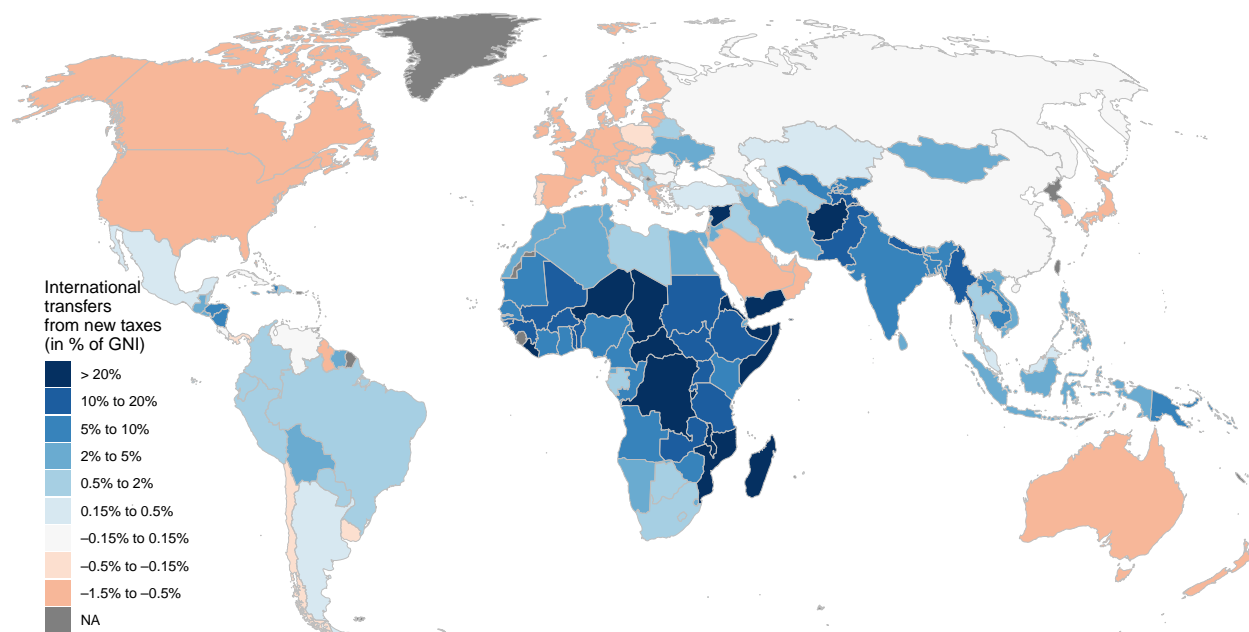 International
transfers
from new taxes
(in % of GNI)
> 20%
10% to 20%
5% to 10%
2% to 5%
0.5% to 2%
0.15% to 0.5%
–0.15% to 0.15%
–0.5% to –0.15%
–1.5% to –0.5%
NA